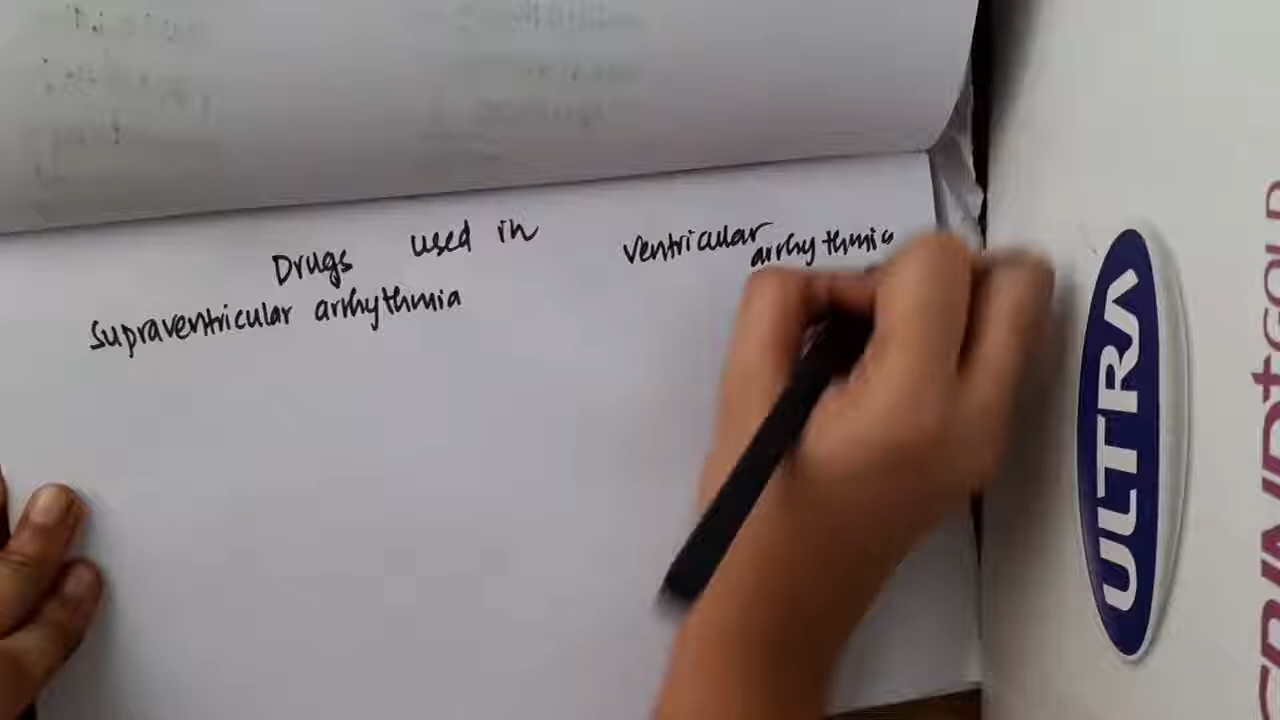 Drugs used in
Supraventricular arrhythmia
Ventricular
arrhythmia
ULTRA